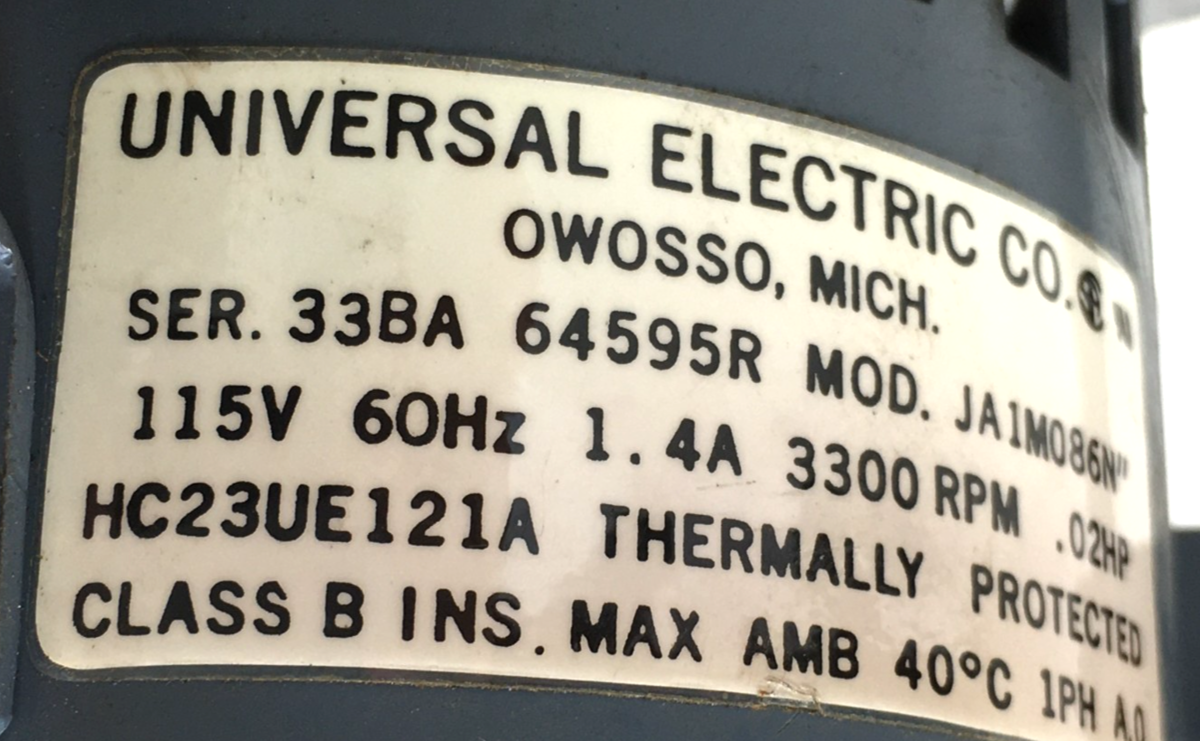 UNIVERSAL ELECTRIC CO.
OWOSSO, MICH.
SER. 33BA 64595R MOD. JA1M086N
115V 60Hz 1.4A 3300 RPM .02HP
HC23UE121A THERMALLY PROTECTED
CLASS B INS. MAX AMB 40°C 1PH A.O